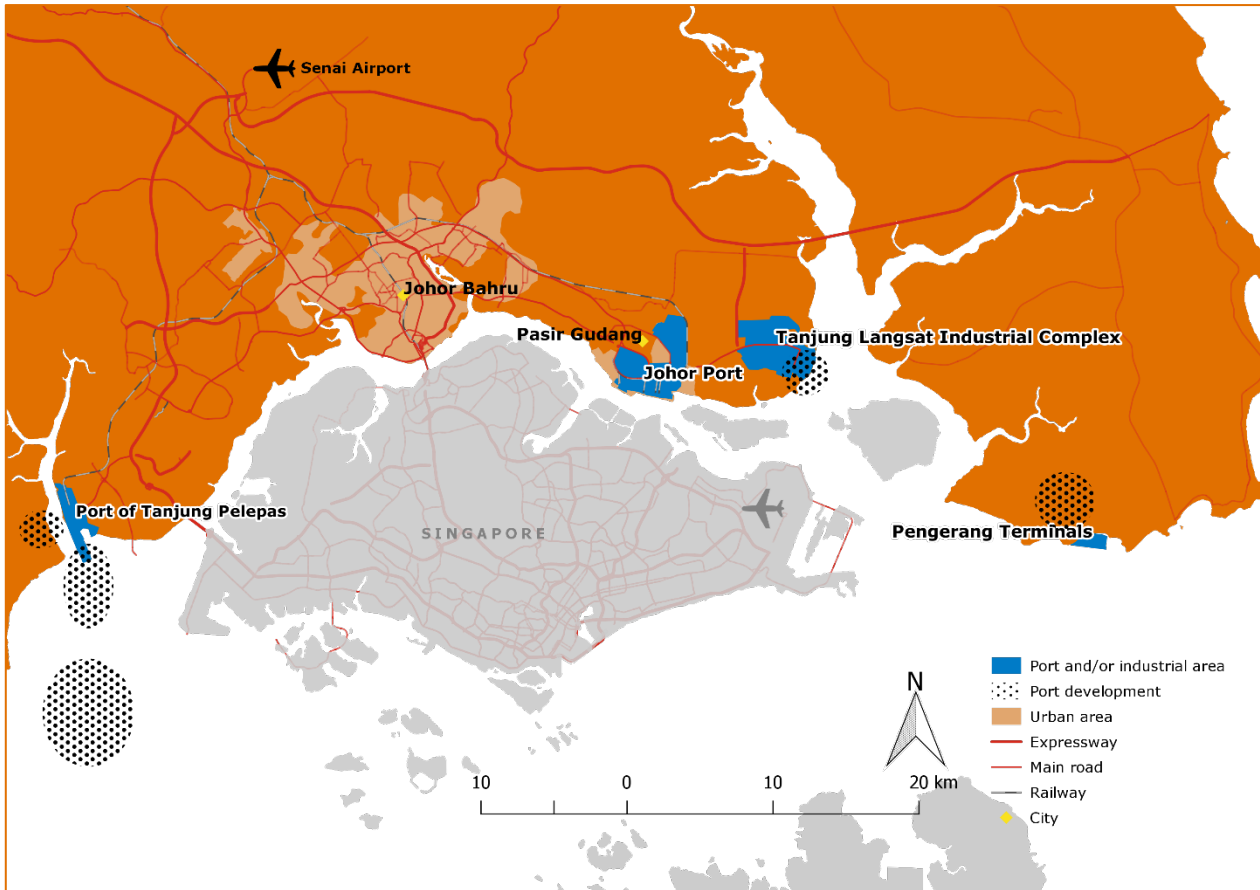 Senai Airport
Johor Bahru
Pasir Gudang
Tanjung Langsat Industrial Complex
Johor Port
Port of Tanjung Pelepas
SINGAPORE
Pengerang Terminals
N
Port and/or industrial area
Port development
Urban area
Expressway
Main road
Railway
City
10 0 10 20 km